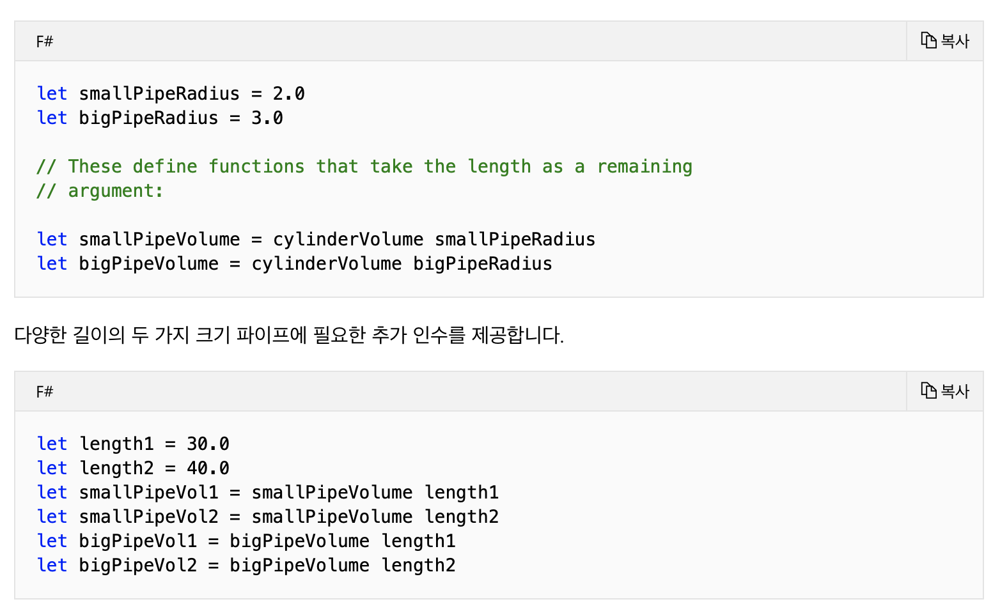 F#
복사
let smallPipeRadius = 2.0
let bigPipeRadius = 3.0
// These define functions that take the length as a remaining
// argument:
let smallPipeVolume = cylinderVolume smallPipeRadius
let bigPipeVolume = cylinderVolume bigPipeRadius
다양한 길이의 두 가지 크기 파이프에 필요한 추가 인수를 제공합니다.
F#
복사
let length1 = 30.0
let length2 = 40.0
let smallPipeVol1 = smallPipeVolume length1
let smallPipeVol2 = smallPipeVolume length2
let bigPipeVol1 = bigPipeVolume length1
let bigPipeVol2 = bigPipeVolume length2